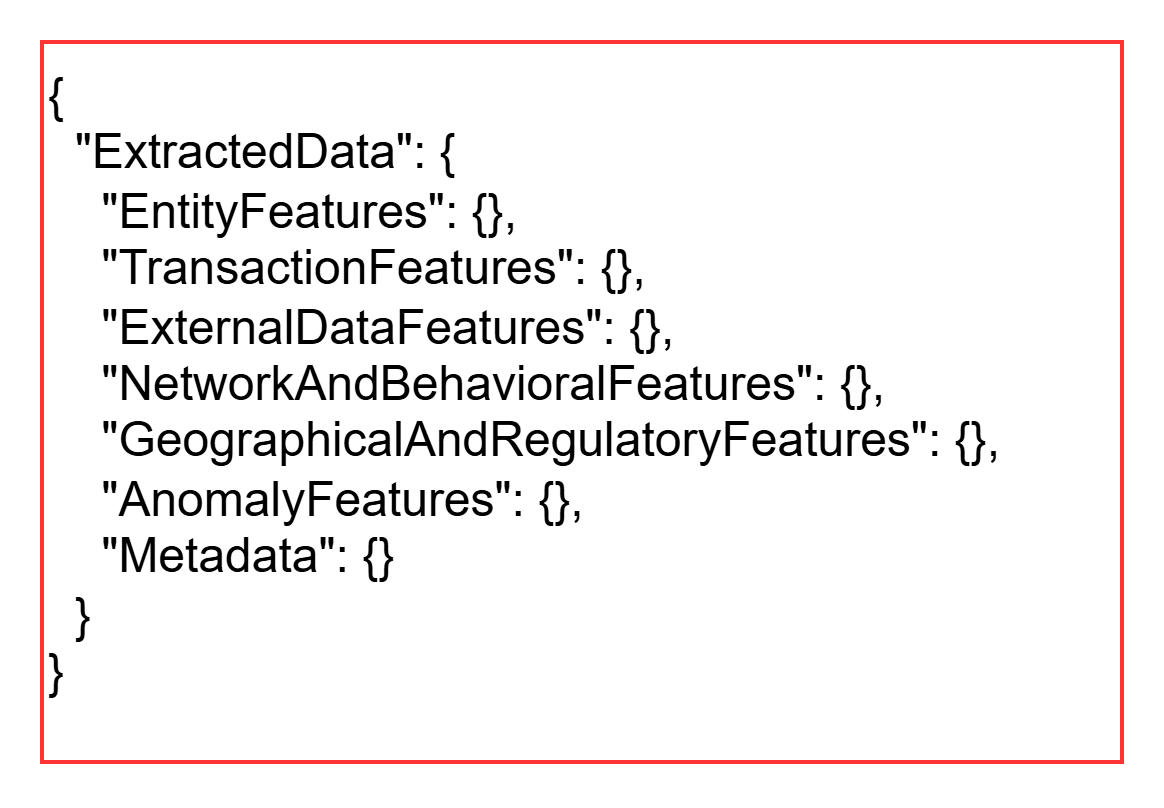 {
  "ExtractedData": {
    "EntityFeatures": {},
    "TransactionFeatures": {},
    "ExternalDataFeatures": {},
    "NetworkAndBehavioralFeatures": {},
    "GeographicalAndRegulatoryFeatures": {},
    "AnomalyFeatures": {},
    "Metadata": {}
  }
}